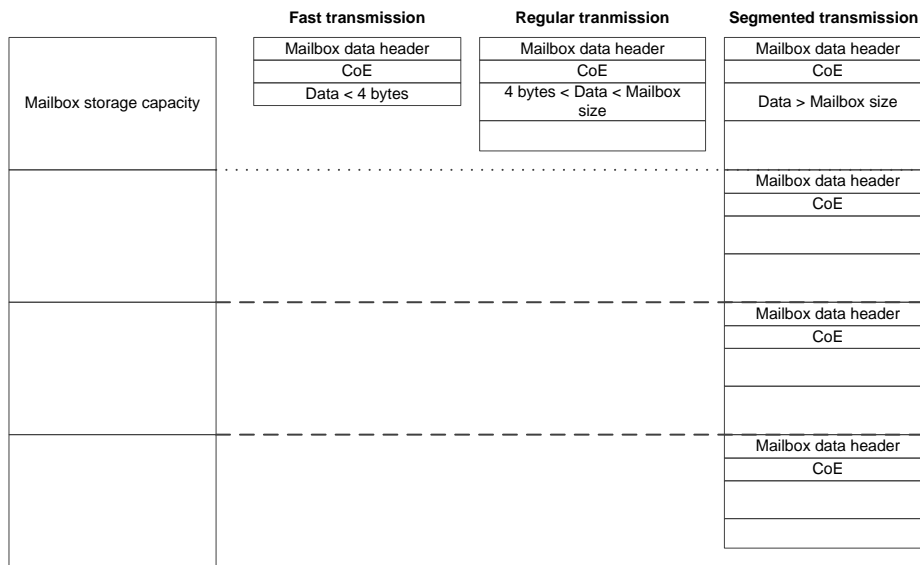 Fast transmission
Regular tranmission
Segmented transmission
Mailbox storage capacity
Mailbox data header
CoE
Data < 4 bytes
Mailbox data header
CoE
4 bytes < Data < Mailbox
size
Mailbox data header
CoE
Data > Mailbox size
Mailbox data header
CoE
Mailbox data header
CoE
Mailbox data header
CoE